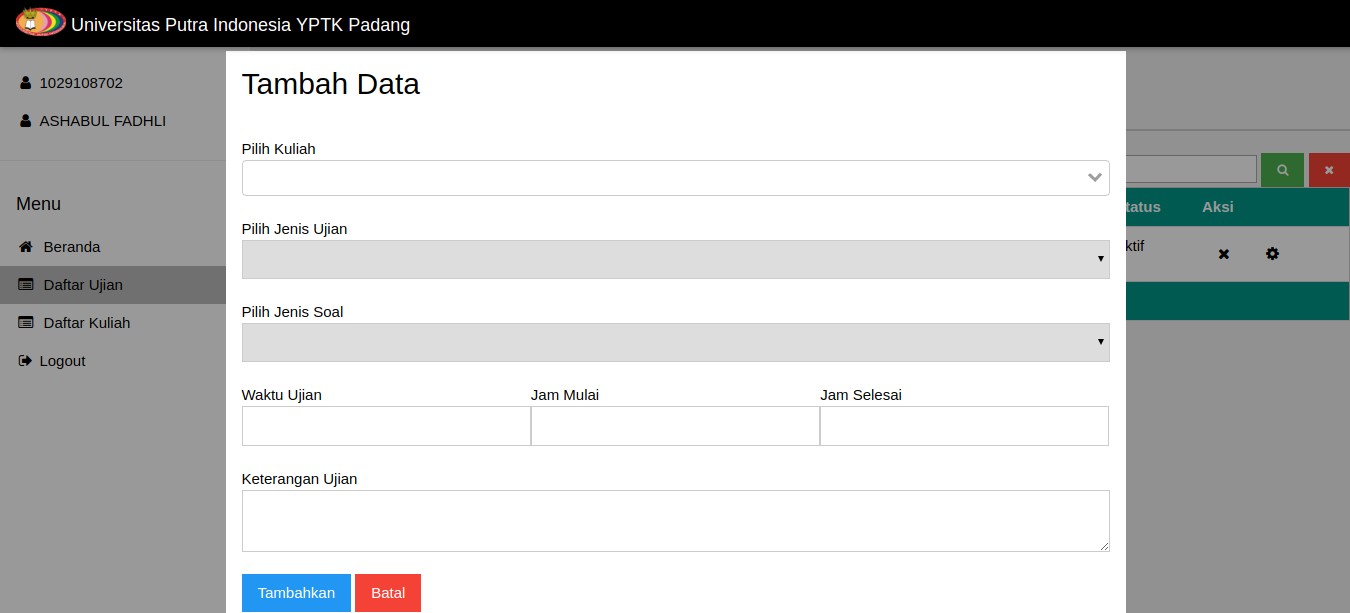 Universitas Putra Indonesia YPTK Padang
1029108702
ASHABUL FADHLI
Menu
Beranda
Daftar Ujian
Daftar Kuliah
Logout
Tambah Data
Pilih Kuliah
Pilih Jenis Ujian
Pilih Jenis Soal
Waktu Ujian Jam Mulai Jam Selesai
Keterangan Ujian
Tambahkan Batal
tatus Aksi
ktif